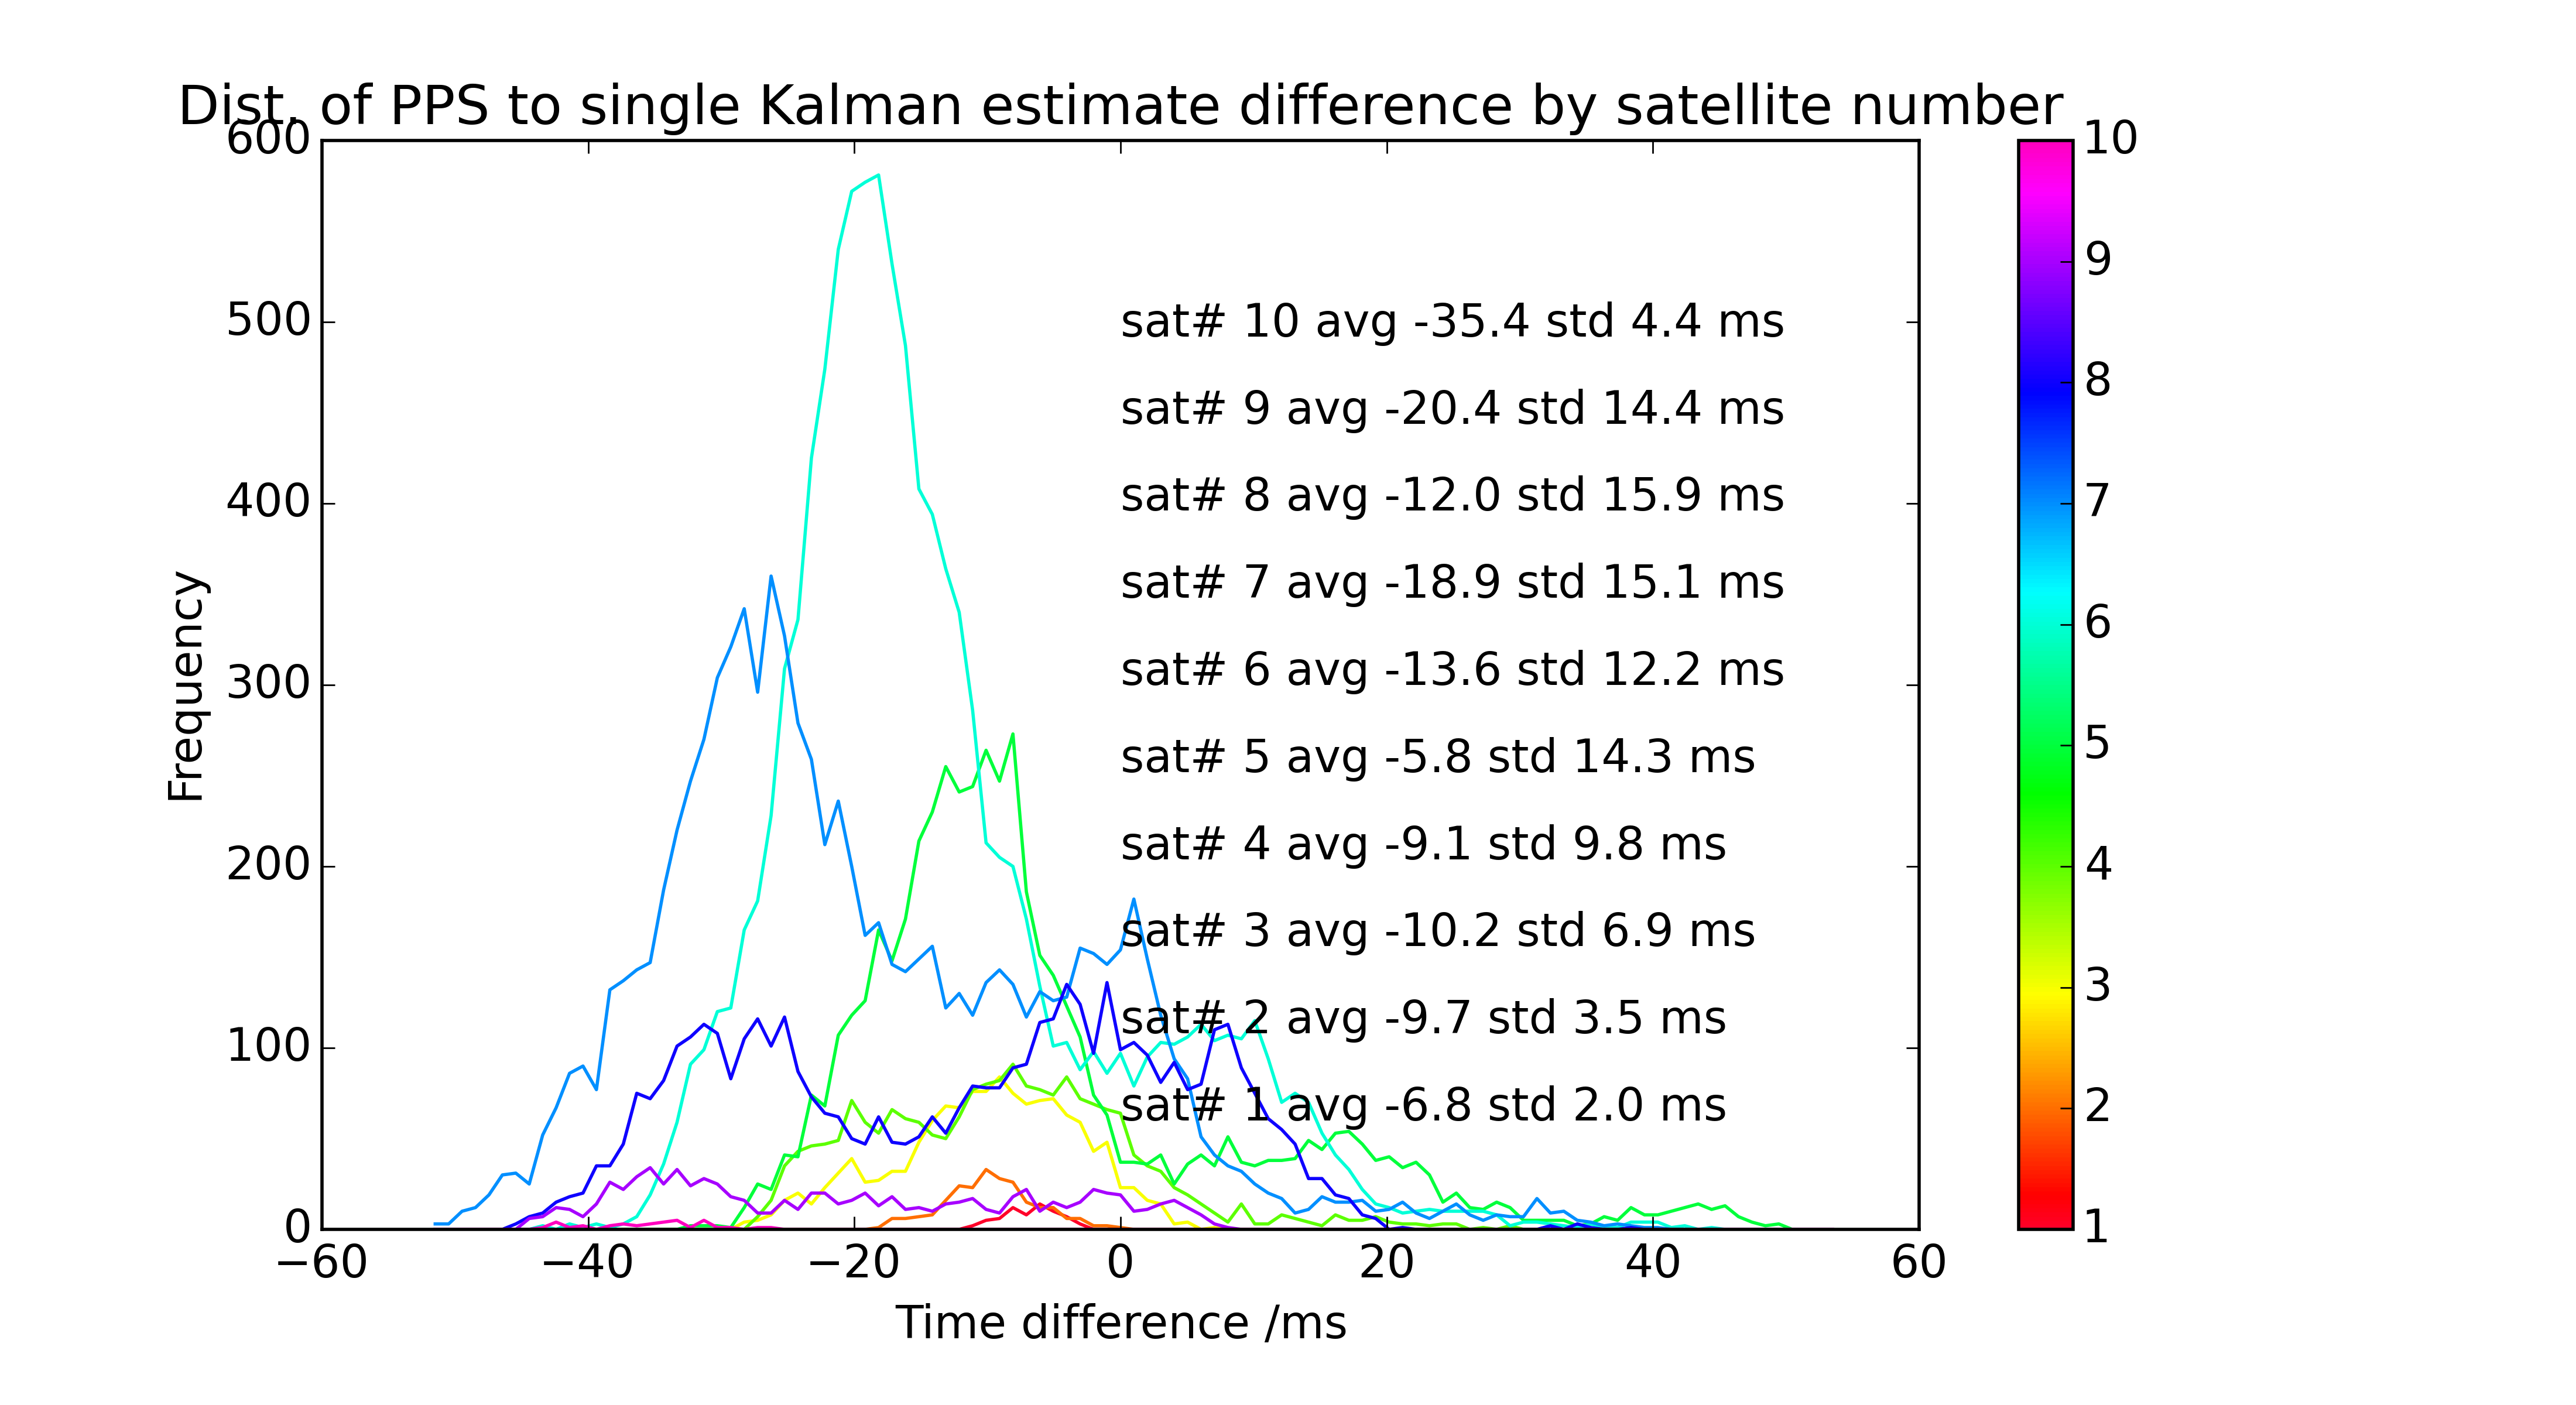 Dist. of PPS to single Kalman estimate difference by satellite number
600
500
400
300
200
100
0
Frequency
sat# 10 avg -35.4 std 4.4 ms
sat# 9 avg -20.4 std 14.4 ms
sat# 8 avg -12.0 std 15.9 ms
sat# 7 avg -18.9 std 15.1 ms
sat# 6 avg -13.6 std 12.2 ms
sat# 5 avg -5.8 std 14.3 ms
sat# 4 avg -9.1 std 9.8 ms
sat# 3 avg -10.2 std 6.9 ms
sat# 2 avg -9.7 std 3.5 ms
sat# 1 avg -6.8 std 2.0 ms
−60 −40 −20 0 20 40 60
Time difference /ms
10
9
8
7
6
5
4
3
2
1